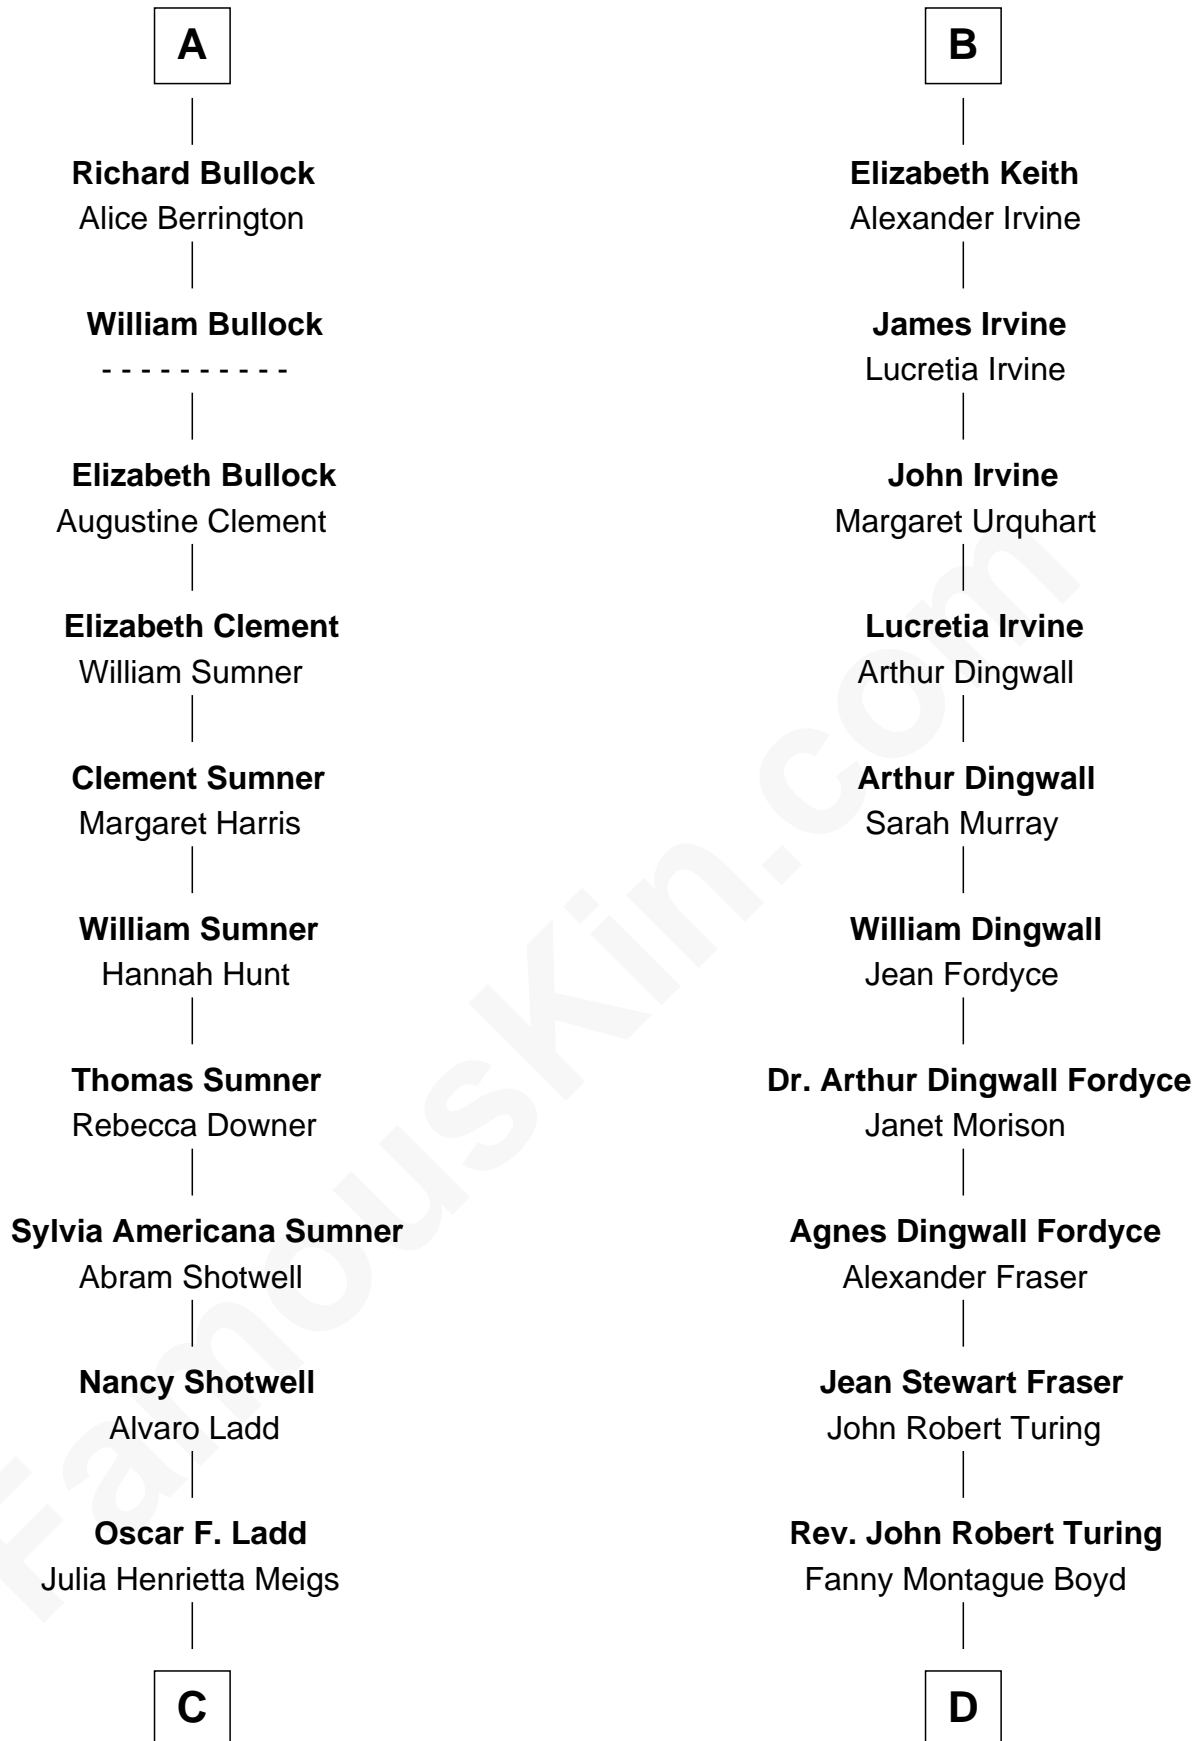 A
Richard Bullock
Alice Berrington
William Bullock
- - - - - - - - - -
Elizabeth Bullock
Augustine Clement
Elizabeth Clement
William Sumner
Clement Sumner
Margaret Harris
William Sumner
Hannah Hunt
Thomas Sumner
Rebecca Downer
Sylvia Americana Sumner
Abram Shotwell
Nancy Shotwell
Alvaro Ladd
Oscar F. Ladd
Julia Henrietta Meigs
C
B
Elizabeth Keith
Alexander Irvine
James Irvine
Lucretia Irvine
John Irvine
Margaret Urquhart
Lucretia Irvine
Arthur Dingwall
Arthur Dingwall
Sarah Murray
William Dingwall
Jean Fordyce
Dr. Arthur Dingwall Fordyce
Janet Morison
Agnes Dingwall Fordyce
Alexander Fraser
Jean Stewart Fraser
John Robert Turing
Rev. John Robert Turing
Fanny Montague Boyd
D
FamousKin.com